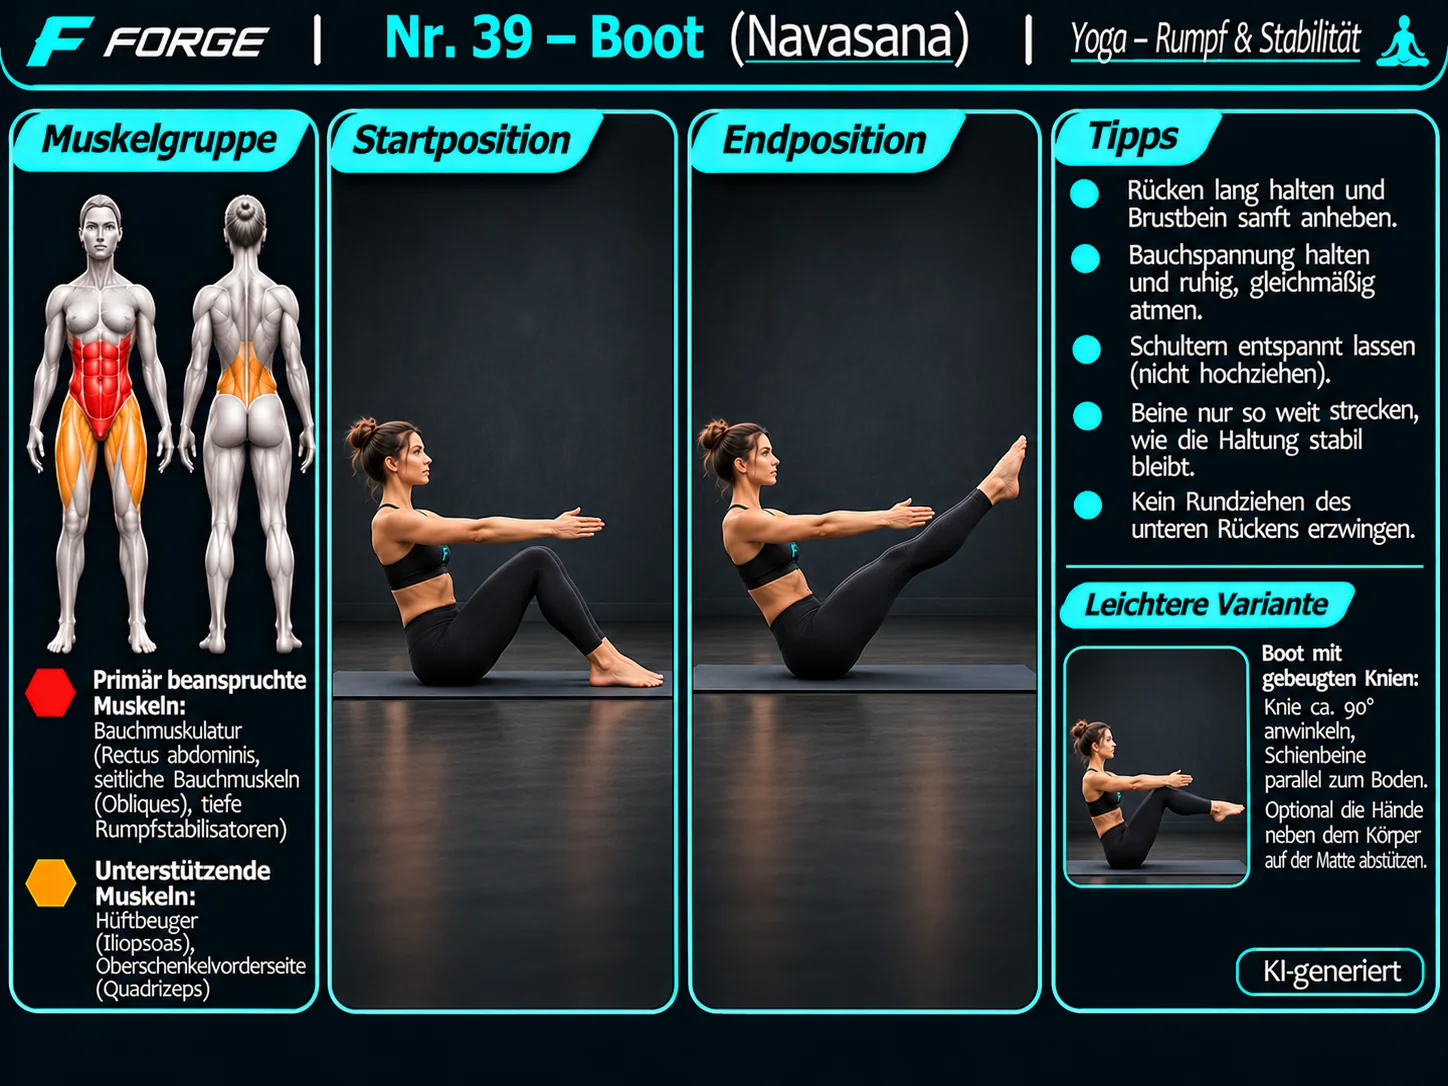 FORGE | Nr. 39 – Boot (Navasana) | Yoga – Rumpf & Stabilität
Muskelgruppe
Primär beanspruchte
Muskeln:
Bauchmuskulatur
(Rectus abdominis,
seitliche Bauchmuskeln
(Obliques), tiefe
Rumpfstabilisatoren)
Unterstützende
Muskeln:
Hüftbeuger
(Iliopsoas),
Oberschenkelvorderseite
(Quadrizeps)
Startposition
Endposition
Tipps
Rücken lang halten und
Brustbein sanft anheben.
Bauchspannung halten
und ruhig, gleichmäßig
atmen.
Schultern entspannt lassen
(nicht hochziehen).
Beine nur so weit strecken,
wie die Haltung stabil
bleibt.
Kein Rundziehen des
unteren Rückens erzwingen.
Leichtere Variante
Boot mit
gebeugten Knien:
Knie ca. 90°
anwinkeln,
Schienbeine
parallel zum Boden.
Optional die Hände
neben dem Körper
auf der Matte abstützen.
KI-generiert